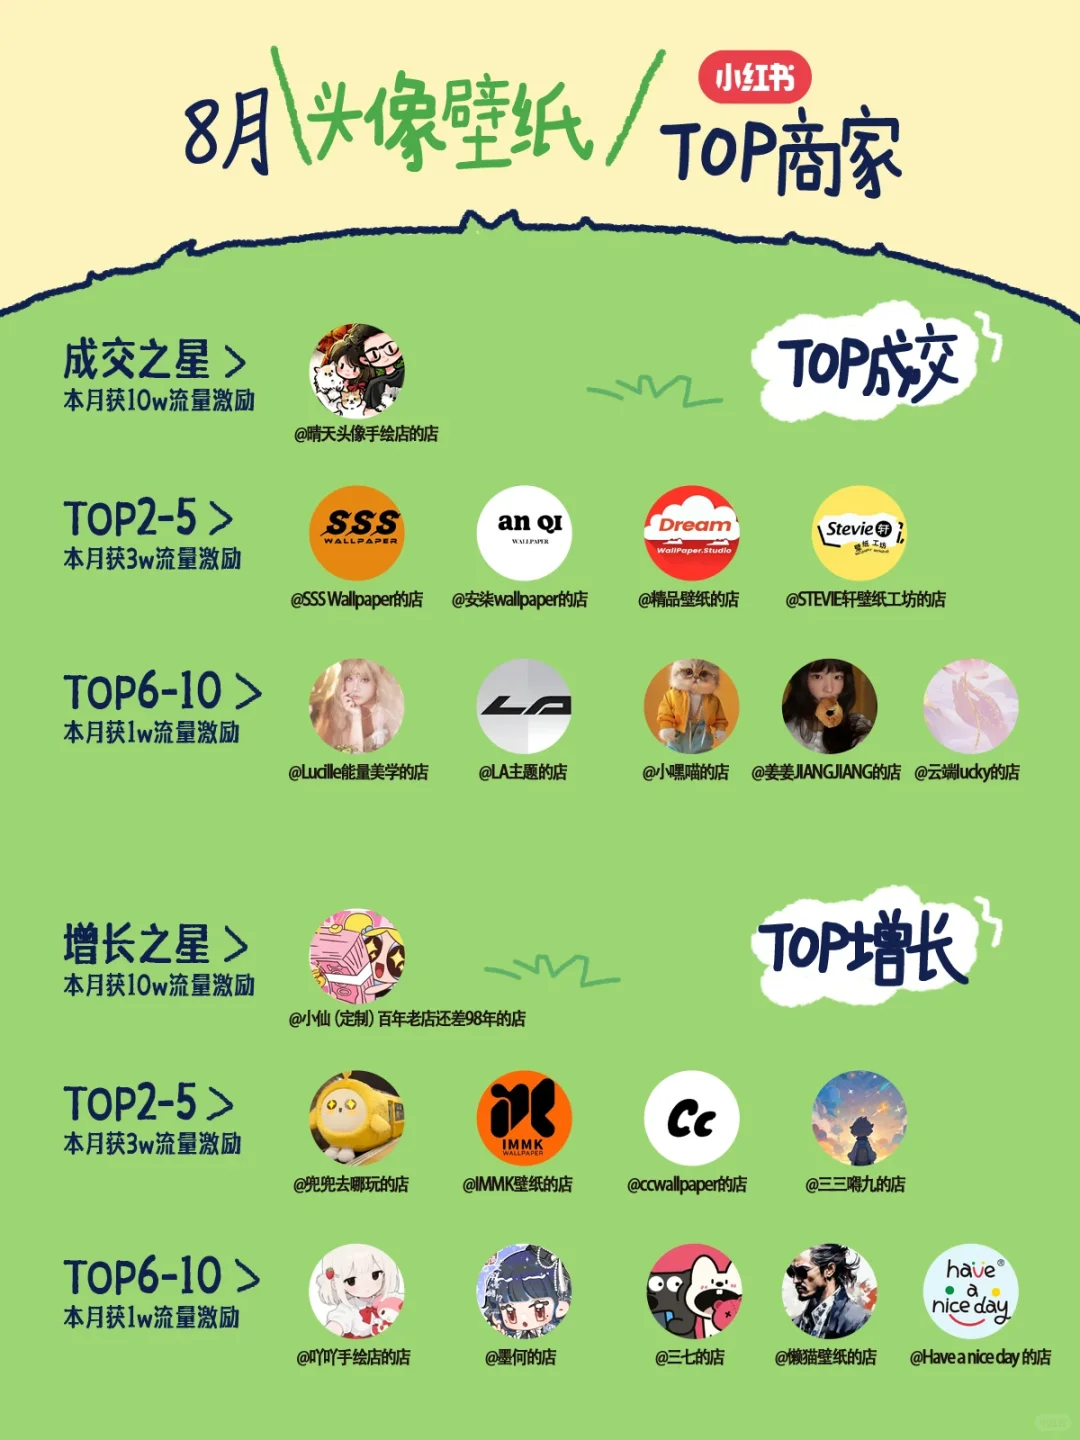 8月头像壁纸
小红书
TOP商家
成交之星 >
本月获10w流量激励
TOP成交
@晴天头像手绘店的店
TOP2-5 >
本月获3w流量激励
SSS
WALLPAPER
an QI
WALLPAPER
Dream
WallPaper.Studio
Stevie轩
壁纸工坊
@SSS Wallpaper的店
@安柒wallpaper的店
@精品壁纸的店
@STEVIE轩壁纸工坊的店
TOP6-10 >
本月获1w流量激励
LA
@Lucille能量美学的店
@LA主题的店
@小嘿喵的店
@姜姜JIANGJIANG的店
@云端lucky的店
增长之星 >
本月获10w流量激励
TOP增长
@小仙（定制）百年老店还差98年的店
TOP2-5 >
本月获3w流量激励
IMMK
WALLPAPER
Cc
@兜兜去哪玩的店
@IMMK壁纸的店
@ccwallpaper的店
@三三嘚九的店
TOP6-10 >
本月获1w流量激励
have
a
nice day
@吖吖手绘店的店
@墨何的店
@三七的店
@懒猫壁纸的店
@Have a nice day 的店